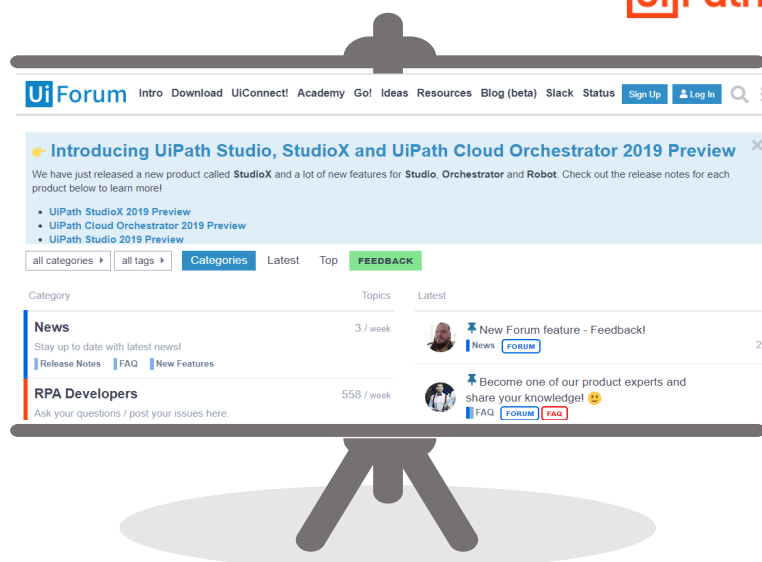 UiPath
Ui Forum Intro Download UiConnect! Academy Go! Ideas Resources Blog (beta) Slack Status Sign Up Log In
Introducing UiPath Studio, StudioX and UiPath Cloud Orchestrator 2019 Preview
We have just released a new product called StudioX and a lot of new features for Studio, Orchestrator and Robot. Check out the release notes for each
product below to learn more!
UiPath StudioX 2019 Preview
UiPath Cloud Orchestrator 2019 Preview
UiPath Studio 2019 Preview
all categories all tags Categories Latest Top FEEDBACK
Category Topics Latest
News 3 / week
Stay up to date with latest news!
Release Notes FAQ New Features
RPA Developers 558 / week
Ask your questions / post your issues here.
New Forum feature - Feedback!
News FORUM
2
Become one of our product experts and
share your knowledge!
FAQ FORUM FAQ